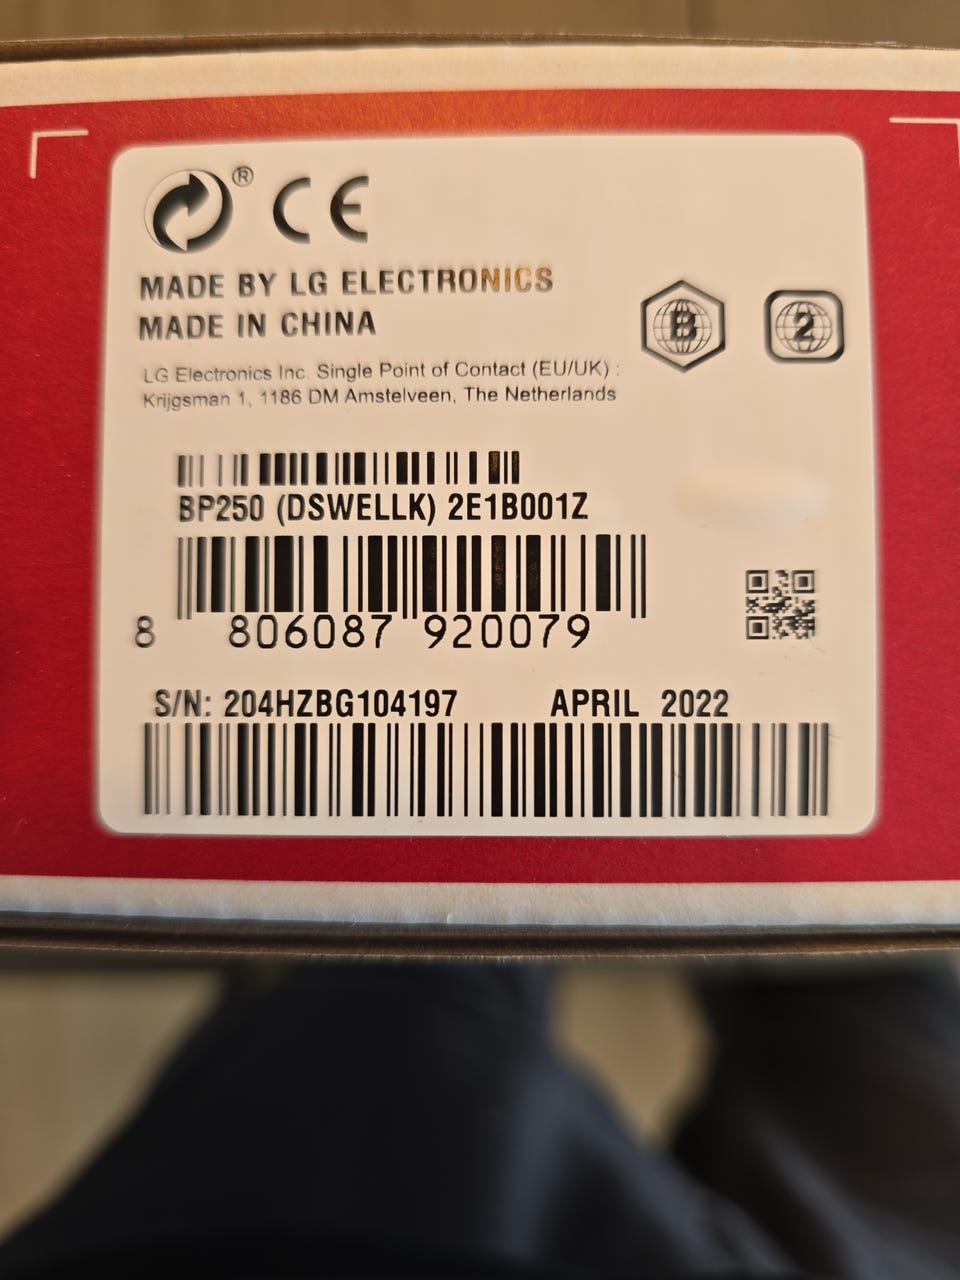 ®
CE
MADE BY LG ELECTRONICS
MADE IN CHINA
B
2
LG Electronics Inc. Single Point of Contact (EU/UK) :
Krijgsman 1, 1186 DM Amstelveen, The Netherlands
BP250 (DSWELLK) 2E1B001Z
8 806087 920079
S/N: 204HZBG104197 APRIL 2022